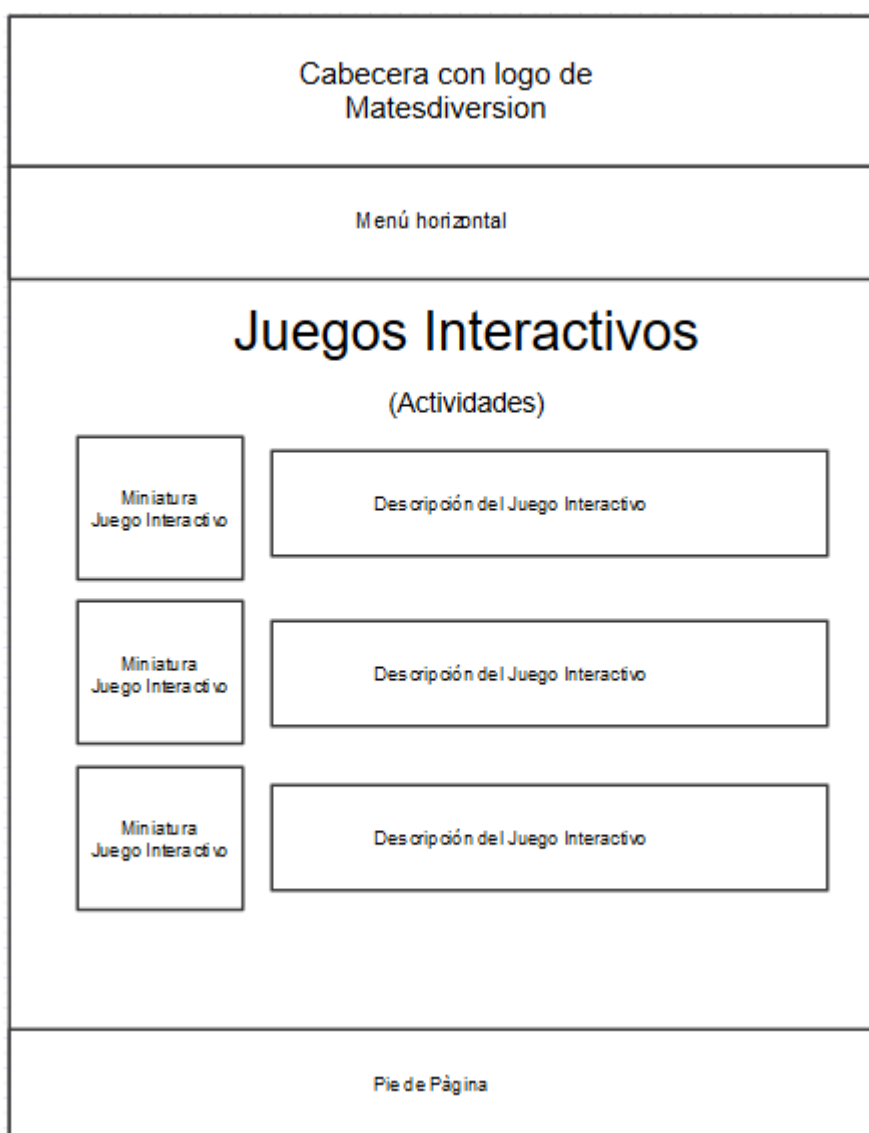 Cabecera con logo de
Matesdiversion
Menú horizontal
Juegos Interactivos
(Actividades)
Miniatura
Juego Interactivo
Descripción del Juego Interactivo
Miniatura
Juego Interactivo
Descripción del Juego Interactivo
Miniatura
Juego Interactivo
Descripción del Juego Interactivo
Pie de Pàgina